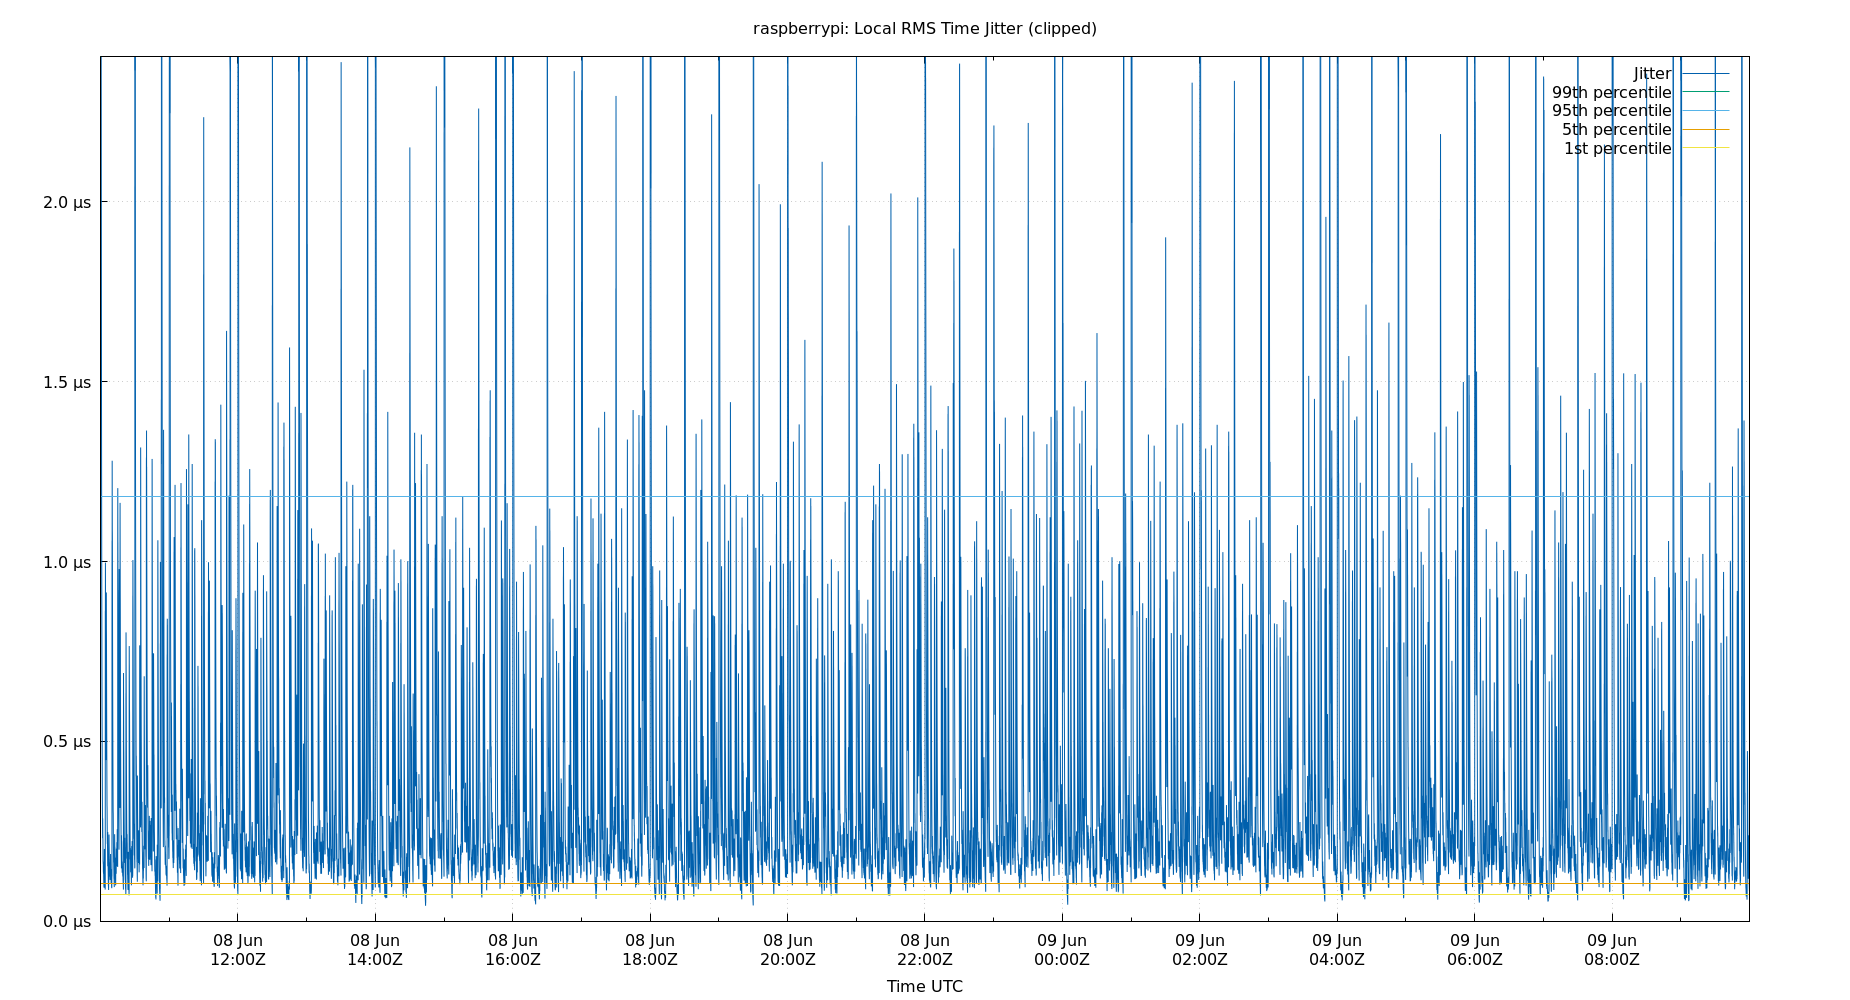 raspberrypi: Local RMS Time Jitter (clipped)
Jitter
99th percentile
95th percentile
5th percentile
1st percentile
2.0 µs
1.5 µs
1.0 µs
0.5 µs
0.0 µs
08 Jun 08 Jun 08 Jun 08 Jun 08 Jun 08 Jun 09 Jun 09 Jun 09 Jun 09 Jun 09 Jun
12:00Z 14:00Z 16:00Z 18:00Z 20:00Z 22:00Z 00:00Z 02:00Z 04:00Z 06:00Z 08:00Z
Time UTC